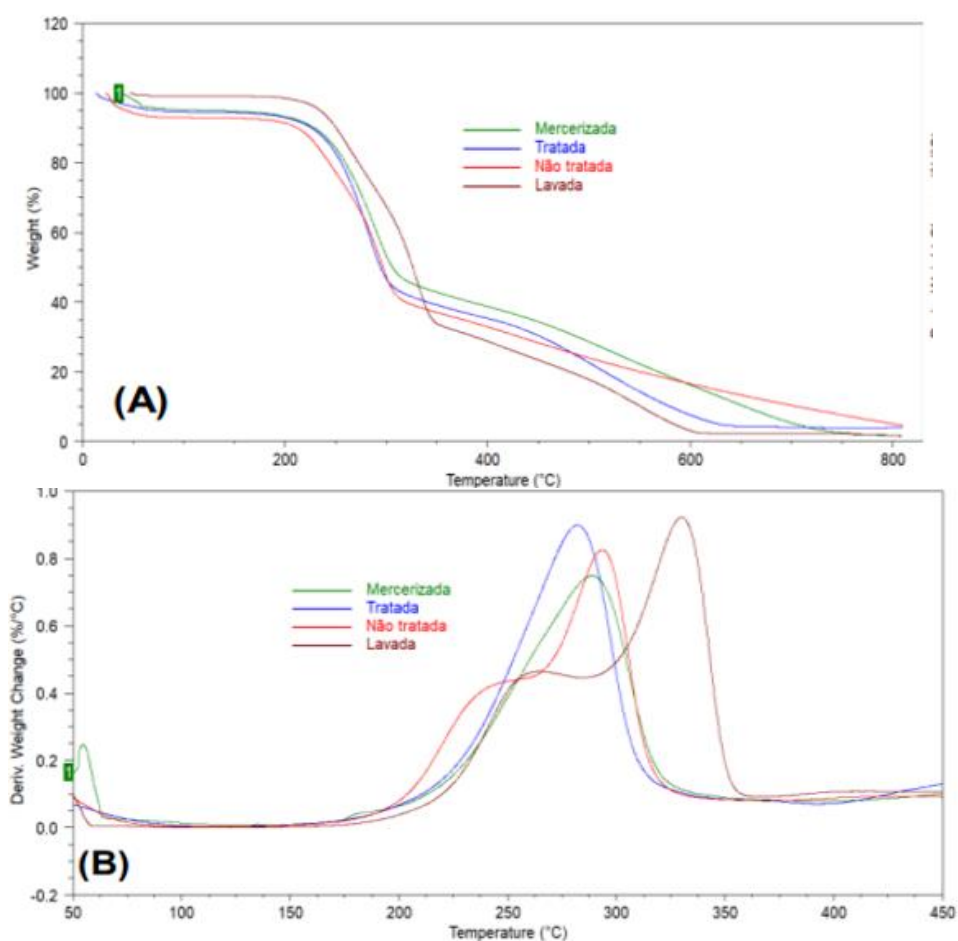 120
100
80
60
40
20
0
Weight (%)
1
Mercerizada
Tratada
Não tratada
Lavada
(A)
0
200
400
600
800
Temperature (°C)
1.0
0.8
0.6
0.4
0.2
0.0
-0.2
Deriv. Weight Change (%/°C)
1
Mercerizada
Tratada
Não tratada
Lavada
(B)
50
100
150
200
250
300
350
400
450
Temperature (°C)